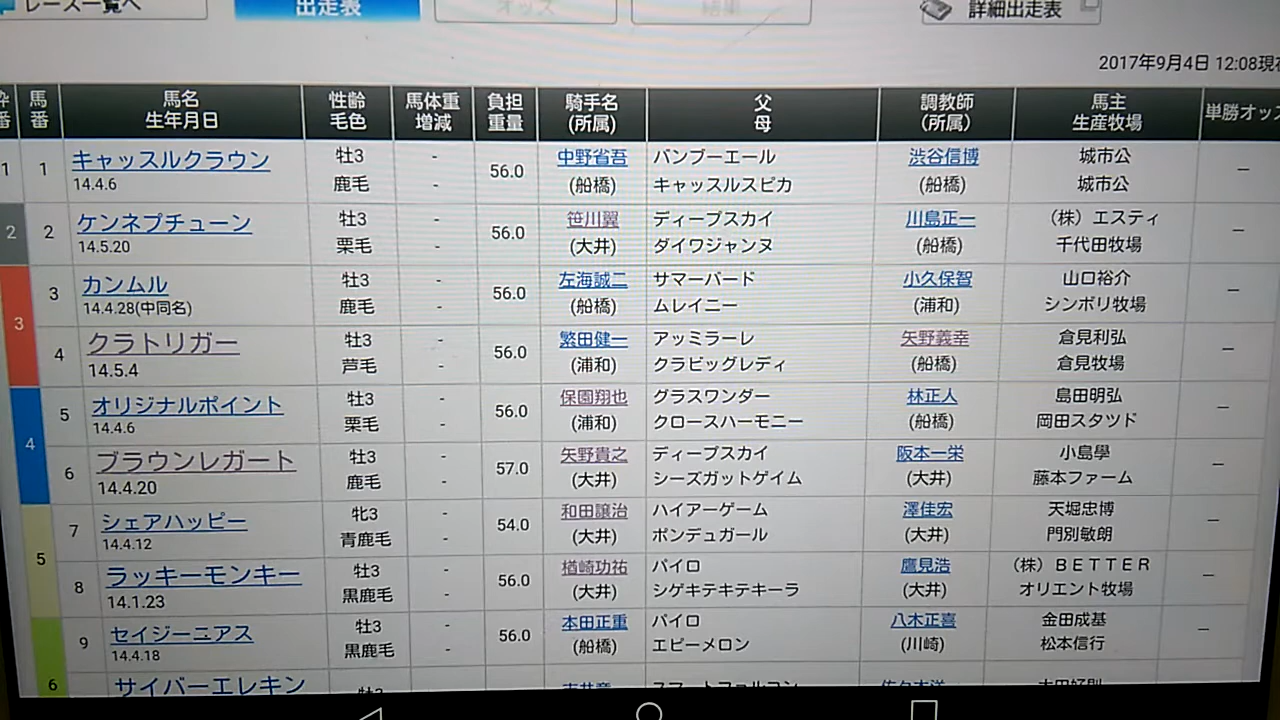 レース一覧へ 出走表 オッズ 結果 詳細出走表
2017年9月4日 12:08現在
枠番 馬番 馬名 生年月日 性齢 毛色 馬体重 増減 負担重量 騎手名 (所属) 父 母 調教師 (所属) 馬主 生産牧場 単勝オッズ
1 1 キャッスルクラウン 牡3 - 56.0 中野省吾 バンブーエール 渋谷信博 城市公 -
14.4.6 鹿毛 - (船橋) キャッスルスピカ (船橋) 城市公
2 2 ケンネプチューン 牡3 - 56.0 笹川翼 ディープスカイ 川島正一 (株)エスティ -
14.5.20 栗毛 - (大井) ダイワジャンヌ (船橋) 千代田牧場
3 3 カンムル 牡3 - 56.0 左海誠二 サマーバード 小久保智 山口裕介 -
14.4.28(中同名) 鹿毛 - (船橋) ムレイニー (浦和) シンボリ牧場
4 クラトリガー 牡3 - 56.0 繁田健一 アッミラーレ 矢野義幸 倉見利弘 -
14.5.4 芦毛 - (浦和) クラビッグレディ (船橋) 倉見牧場
4 5 オリジナルポイント 牡3 - 56.0 保園翔也 グラスワンダー 林正人 島田明弘 -
14.4.6 栗毛 - (浦和) クロースハーモニー (船橋) 岡田スタツド
6 ブラウンレガート 牡3 - 57.0 矢野貴之 ディープスカイ 阪本一栄 小島學 -
14.4.20 鹿毛 - (大井) シーズガットゲイム (大井) 藤本ファーム
5 7 シェアハッピー 牝3 - 54.0 和田譲治 ハイアーゲーム 澤佳宏 天堀忠博 -
14.4.12 青鹿毛 - (大井) ポンデュガール (大井) 門別敏朗
8 ラッキーモンキー 牡3 - 56.0 楢崎功祐 パイロ 鷹見浩 (株)BETTER -
14.1.23 黒鹿毛 - (大井) シゲキテキテキーラ (大井) オリエント牧場
6 9 セイジーニアス 牡3 - 56.0 本田正重 パイロ 八木正喜 金田成基 -
14.4.18 黒鹿毛 - (船橋) エピーメロン (川崎) 松本信行
サイバーエレキン 牡3